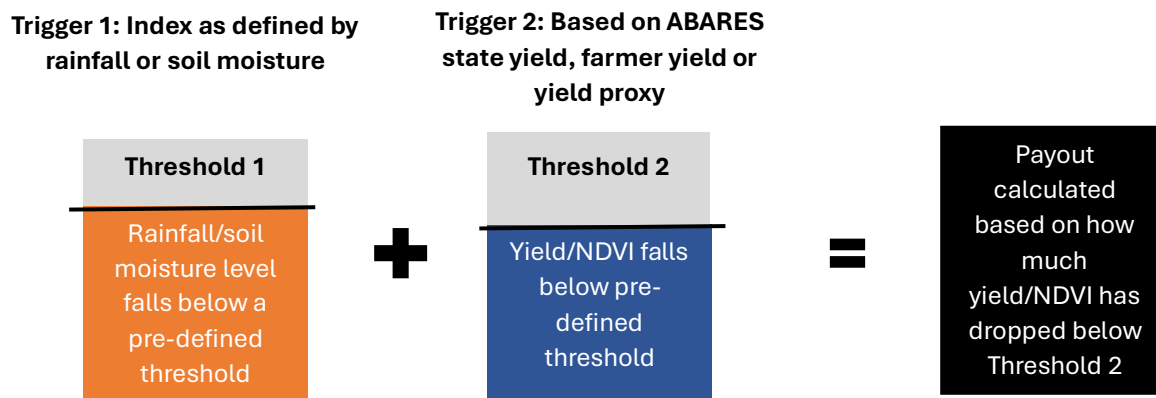 Trigger 1: Index as defined by
rainfall or soil moisture
Trigger 2: Based on ABARES
state yield, farmer yield or
yield proxy
Threshold 1
Rainfall/soil
moisture level
falls below a
pre-defined
threshold
+
Threshold 2
Yield/NDVI falls
below pre-
defined
threshold
=
Payout
calculated
based on how
much
yield/NDVI has
dropped below
Threshold 2